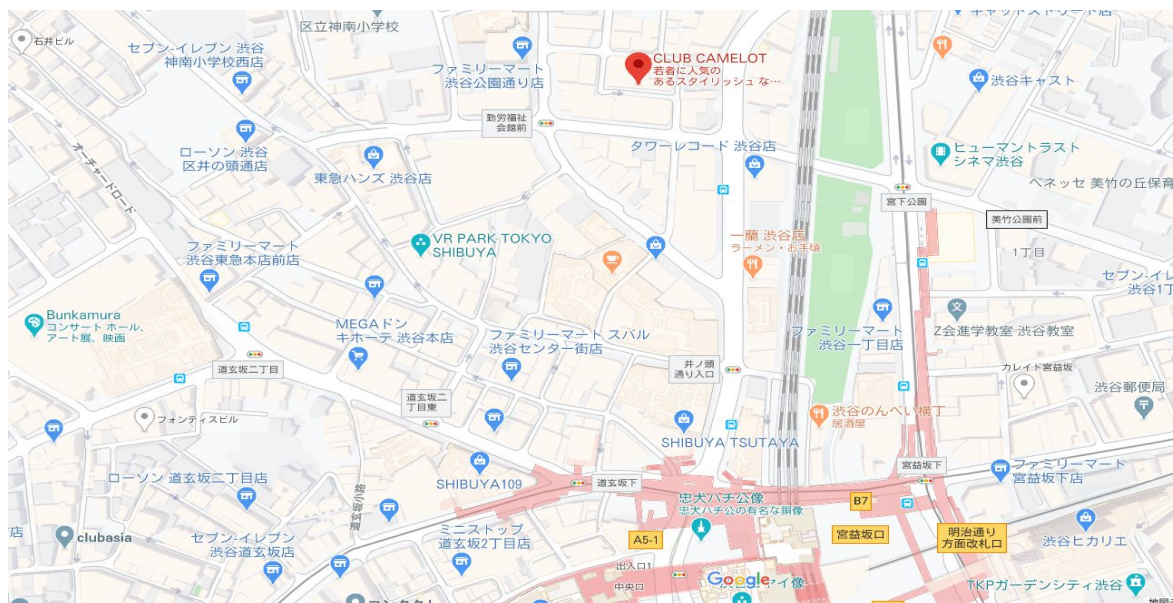 区立神南小学校
キャットストリート店
石井ビル
セブン-イレブン 渋谷
神南小学校西店
ファミリーマート
渋谷公園通り店
CLUB CAMELOT
若者に人気の
あるスタイリッシュ な…
渋谷キャスト
勤労福祉
会館前
ローソン 渋谷
区井の頭通店
東急ハンズ 渋谷店
タワーレコード 渋谷店
ヒューマントラスト
シネマ渋谷
ベネッセ 美竹の丘保育
オーチャードロード
宮下公園
美竹公園前
VR PARK TOKYO
SHIBUYA
一蘭 渋谷店
ラーメン・お手頃
1丁目
ファミリーマート
渋谷東急本店前店
セブン-イ
渋谷1丁
Bunkamura
コンサート ホール、
アート展、映画
MEGAドン
キホーテ 渋谷本店
ファミリーマート スバル
渋谷センター街店
ファミリーマート
渋谷一丁目店
Z会進学教室 渋谷教室
道玄坂二丁目
井ノ頭
通り入口
カレイド宮益坂
渋谷郵便局
道玄坂二
丁目東
フォンティスビル
渋谷のんべい横丁
居酒屋
SHIBUYA TSUTAYA
ローソン 道玄坂二丁目店
SHIBUYA109
道玄坂下
宮益坂下
ファミリーマート
宮益坂下店
道玄坂小路
忠犬ハチ公像
忠犬ハチ公の有名な銅像
B7
店
clubasia
セブン-イレブン
渋谷道玄坂店
ミニストップ
道玄坂2丁目店
A5-1
宮益坂口
明治通り
方面改札口
渋谷ヒカリエ
出入口1
中央口
Google
ヤイ像
TKPガーデンシティ渋谷